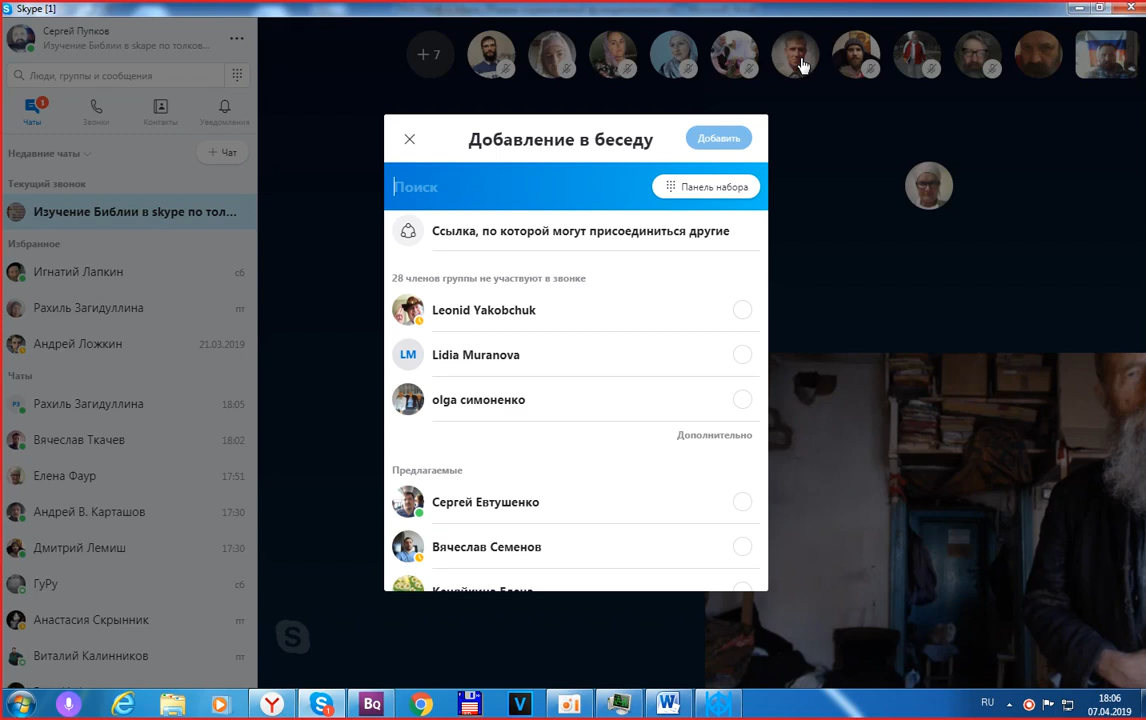 Skype [1]
Сергей Пупков
Изучение Библии в skape по толков...
Люди, группы и сообщения
1
Чаты
Звонки
Контакты
Уведомления
Недавние чаты
+ Чат
Текущий звонок
Изучение Библии в skype по тол...
Избранное
Игнатий Лапкин
сб
Рахиль Загидуллина
пт
Андрей Ложкин
21.03.2019
Чаты
РЗ
Рахиль Загидуллина
18:05
Вячеслав Ткачев
18:02
Елена Фаур
17:51
Андрей В. Карташов
17:30
Дмитрий Лемиш
17:30
ГуРу
сб
Анастасия Скрынник
пт
Виталий Калинников
пт
+ 7
Добавление в беседу
Добавить
Поиск
Панель набора
Ссылка, по которой могут присоединиться другие
28 членов группы не участвуют в звонке
Leonid Yakobchuk
LM
Lidia Muranova
olga симоненко
Дополнительно
Предлагаемые
Сергей Евтушенко
Вячеслав Семенов
S
Bq
V
W
RU
18:06
07.04.2019